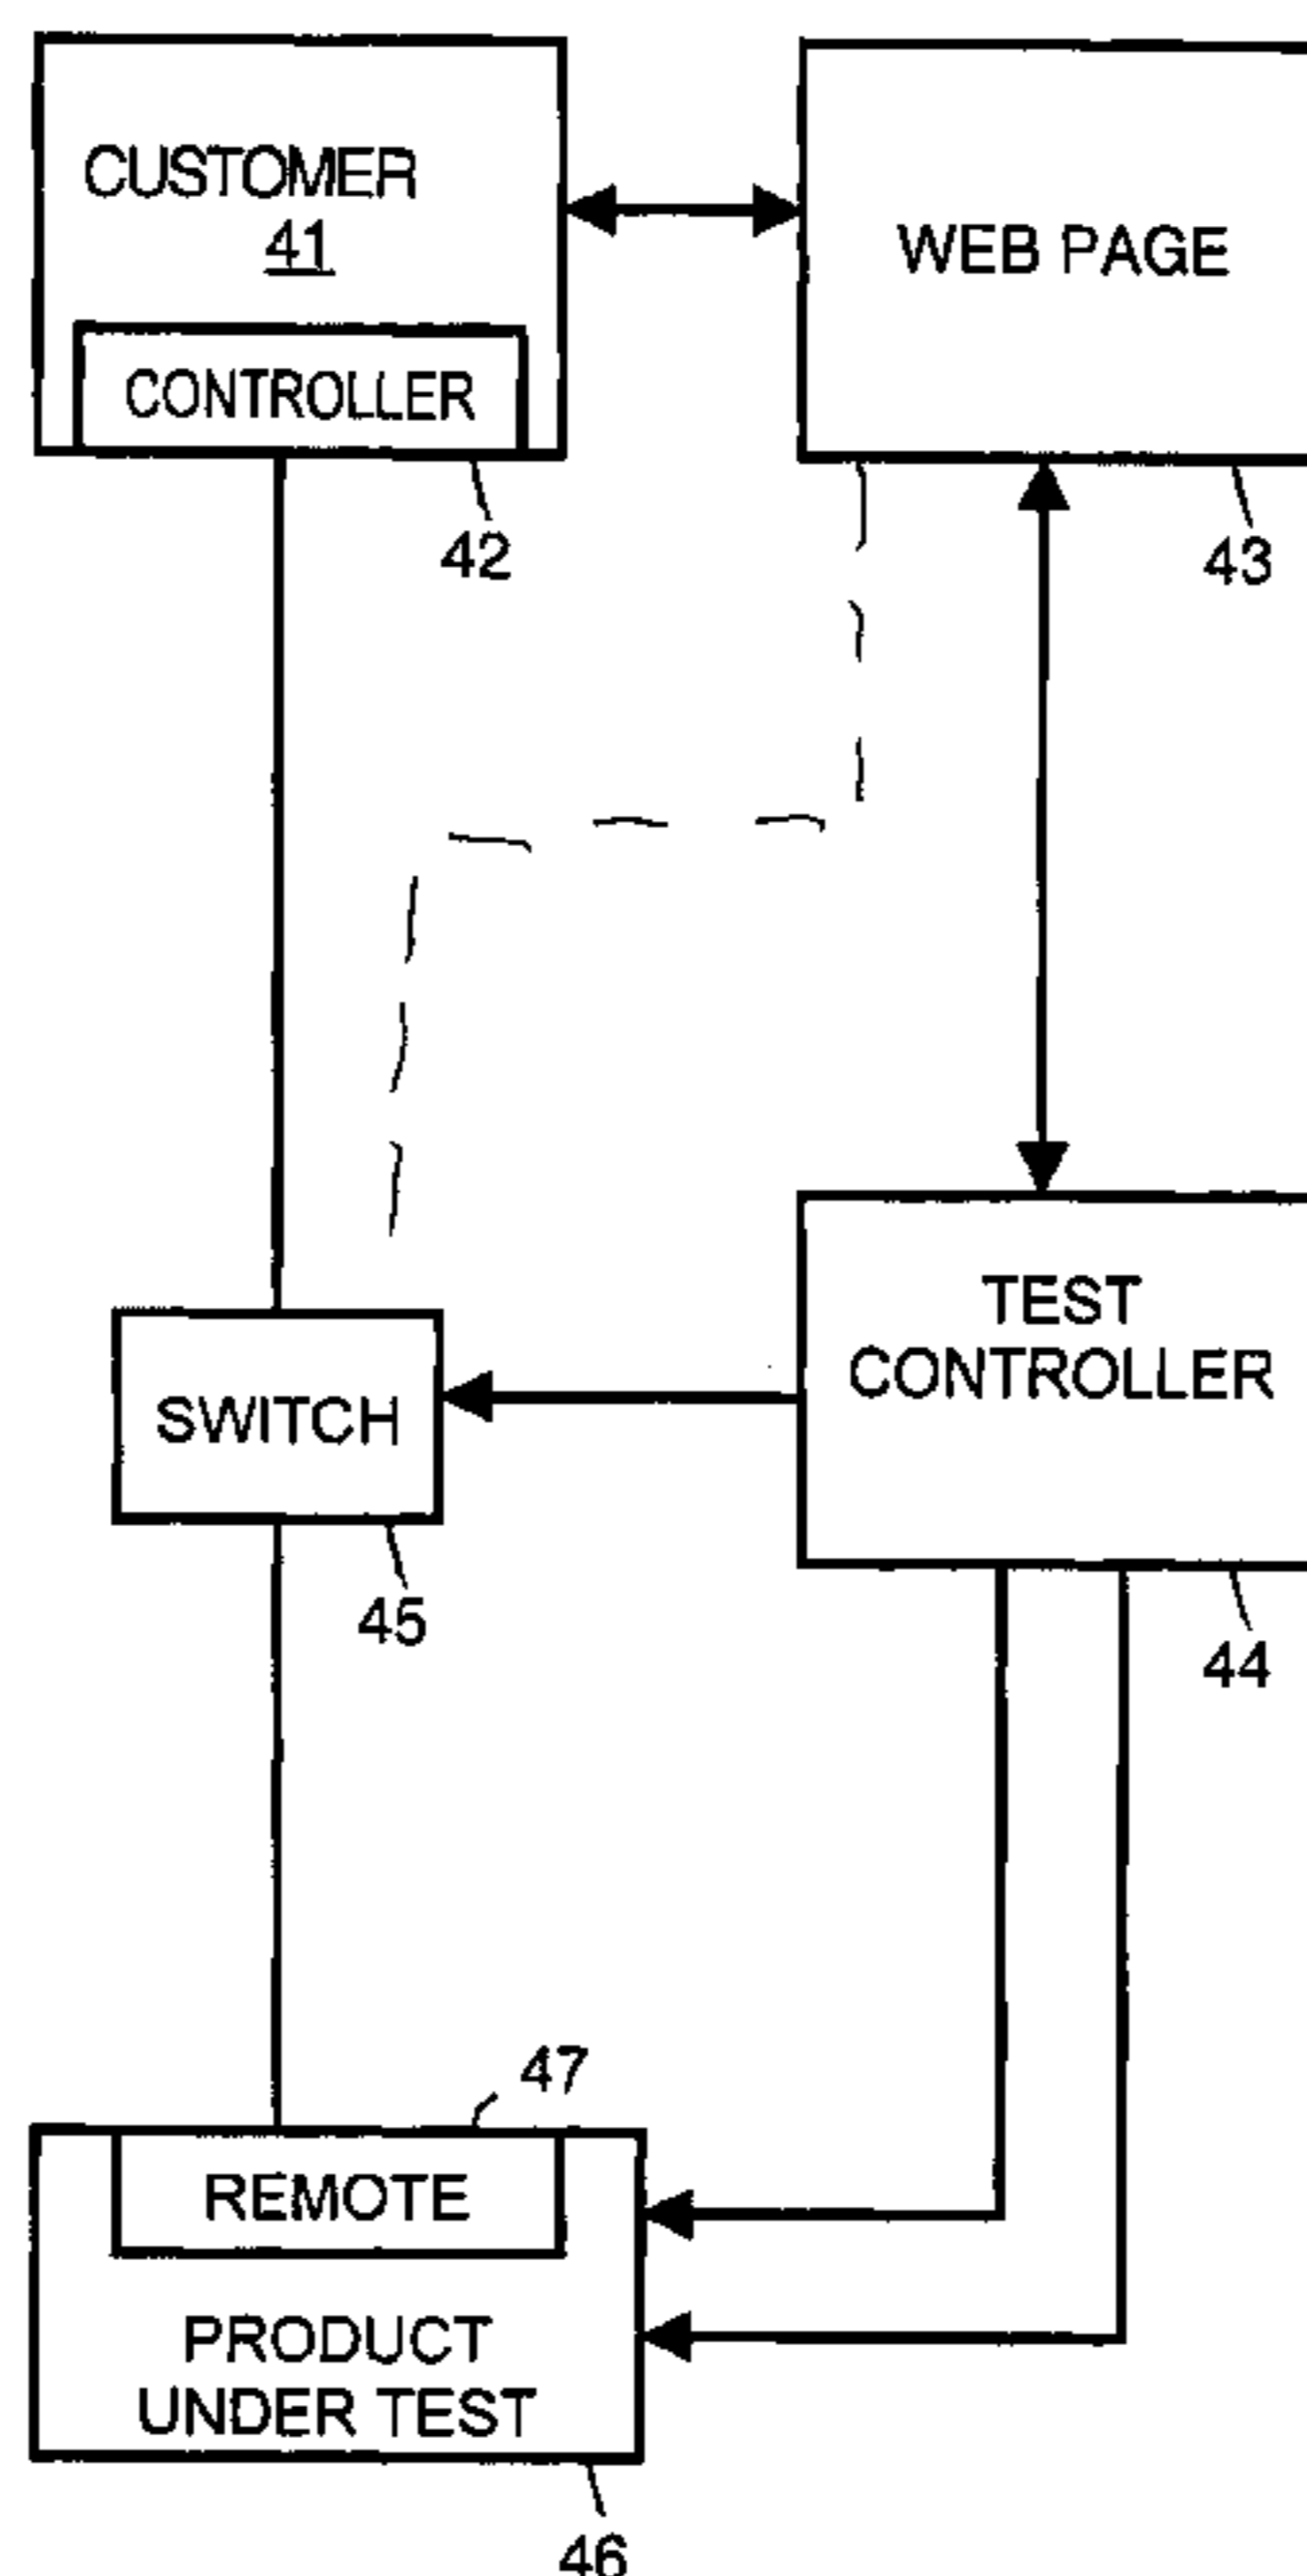 CUSTOMER
41
CONTROLLER
42
WEB PAGE
43
SWITCH
45
TEST
CONTROLLER
44
47
REMOTE
PRODUCT
UNDER TEST
46